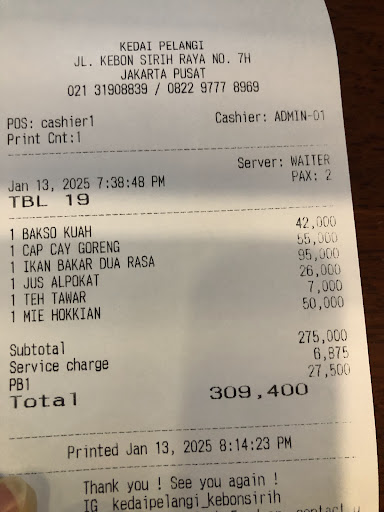 KEDAI PELANGI
JL. KEBON SIRIH RAYA NO. 7H
JAKARTA PUSAT
021 31908839 / 0822 9777 8969
POS: cashier1 Cashier: ADMIN-01
Print Cnt:1
Server: WAITER
Jan 13, 2025 7:38:48 PM PAX: 2
TBL 19
1 BAKSO KUAH 42,000
1 CAP CAY GORENG 55,000
1 IKAN BAKAR DUA RASA 95,000
1 JUS ALPOKAT 26,000
1 TEH TAWAR 7,000
1 MIE HOKKIAN 50,000
Subtotal 275,000
Service charge 6,875
PB1 27,500
Total 309,400
Printed Jan 13, 2025 8:14:23 PM
Thank you ! See you again !
IG kedaipelangi_kebonsirih
contact